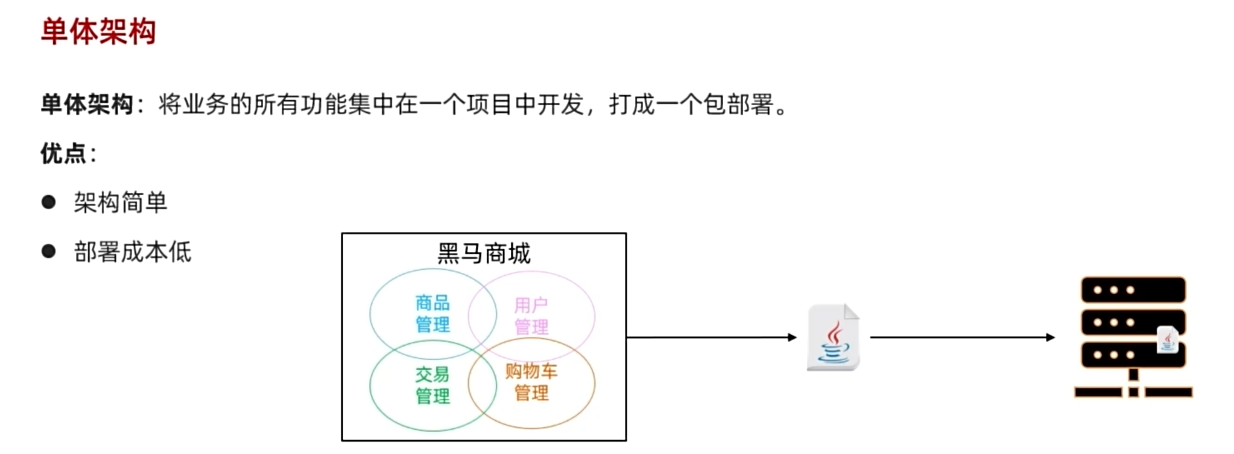 单体架构
单体架构：将业务的所有功能集中在一个项目中开发，打成一个包部署。
优点：
● 架构简单
● 部署成本低
黑马商城
商品
管理
用户
管理
交易
管理
购物车
管理